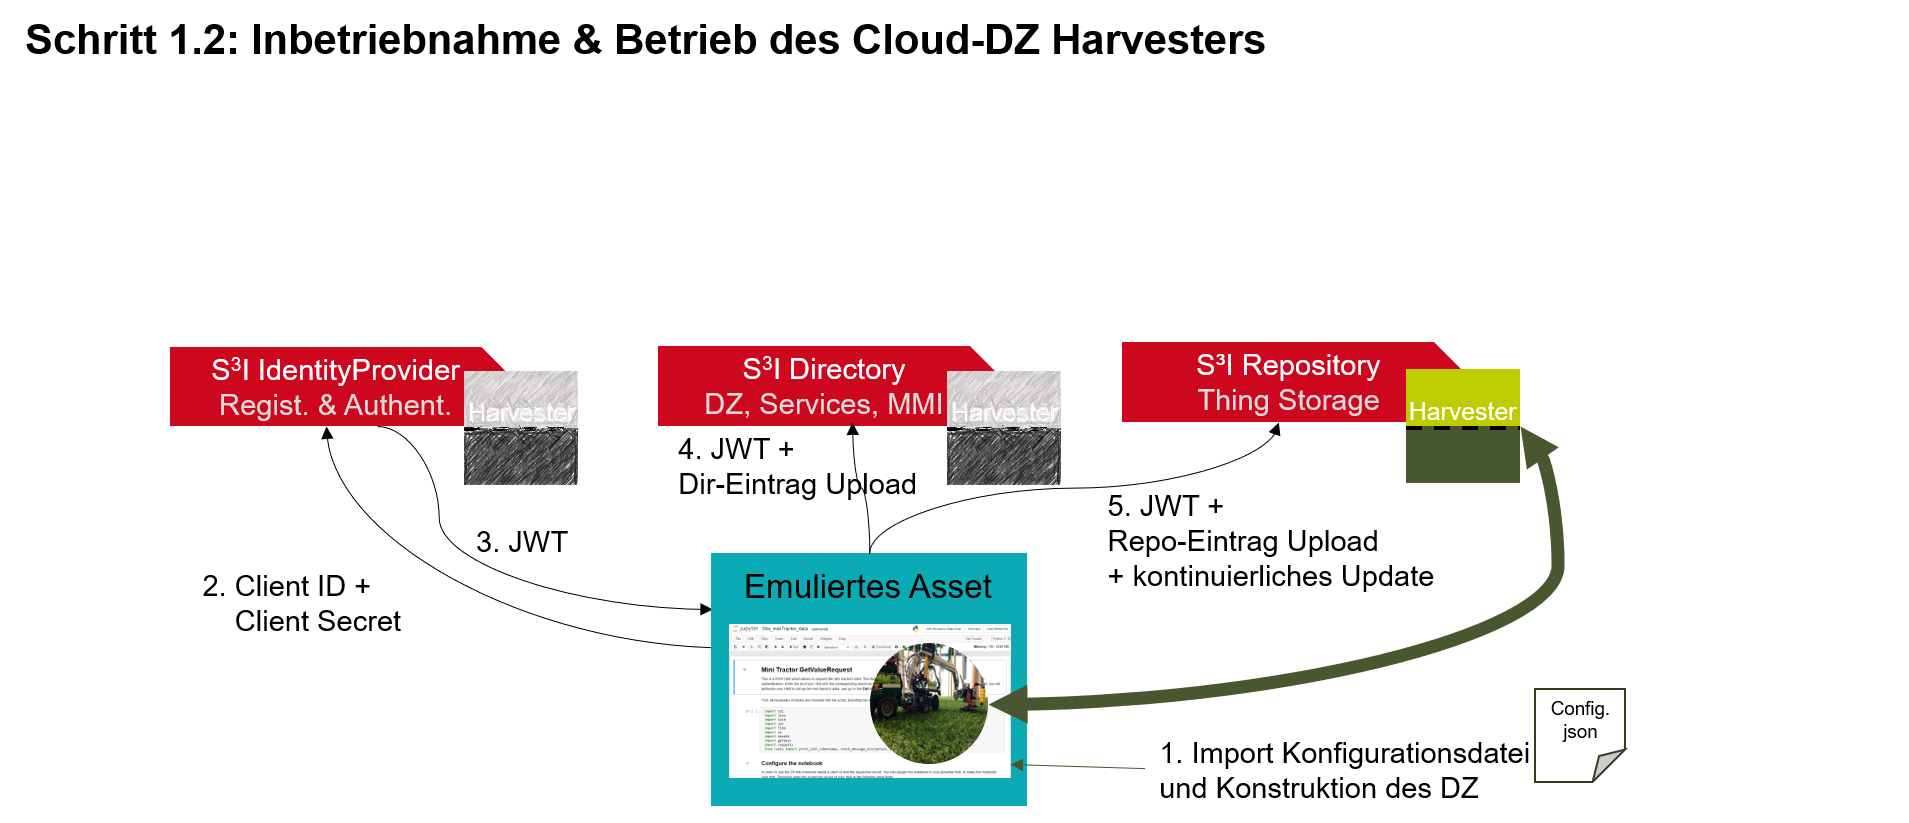 Schritt 1.2: Inbetriebnahme & Betrieb des Cloud-DZ Harvesters
S³I IdentityProvider
Regist. & Authent.
Harvester
S³I Directory
DZ, Services, MMI
Harvester
S³I Repository
Thing Storage
Harvester
4. JWT +
Dir-Eintrag Upload
5. JWT +
Repo-Eintrag Upload
+ kontinuierliches Update
3. JWT
2. Client ID +
Client Secret
Emuliertes Asset
jupyter
Mini Tractor GetValueRequest
Configure the notebook
Config.
json
1. Import Konfigurationsdatei
und Konstruktion des DZ